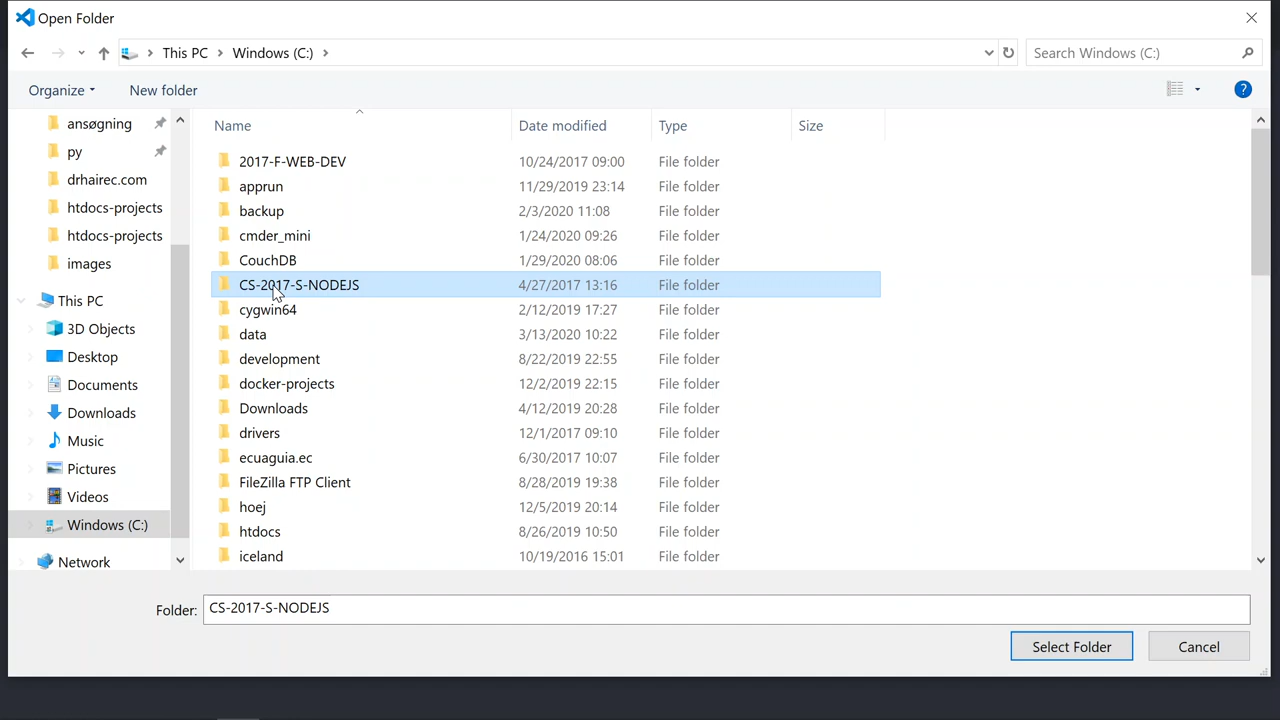 Open Folder
This PC Windows (C:) Search Windows (C:)
Organize New folder
Name Date modified Type Size
ansøgning
py
drhairec.com
htdocs-projects
htdocs-projects
images
This PC
3D Objects
Desktop
Documents
Downloads
Music
Pictures
Videos
Windows (C:)
Network
2017-F-WEB-DEV 10/24/2017 09:00 File folder
apprun 11/29/2019 23:14 File folder
backup 2/3/2020 11:08 File folder
cmder_mini 1/24/2020 09:26 File folder
CouchDB 1/29/2020 08:06 File folder
CS-2017-S-NODEJS 4/27/2017 13:16 File folder
cygwin64 2/12/2019 17:27 File folder
data 3/13/2020 10:22 File folder
development 8/22/2019 22:55 File folder
docker-projects 12/2/2019 22:15 File folder
Downloads 4/12/2019 20:28 File folder
drivers 12/1/2017 09:10 File folder
ecuaguia.ec 6/30/2017 10:07 File folder
FileZilla FTP Client 8/28/2019 19:38 File folder
hoej 12/5/2019 20:14 File folder
htdocs 8/26/2019 10:50 File folder
iceland 10/19/2016 15:01 File folder
Folder: CS-2017-S-NODEJS
Select Folder Cancel